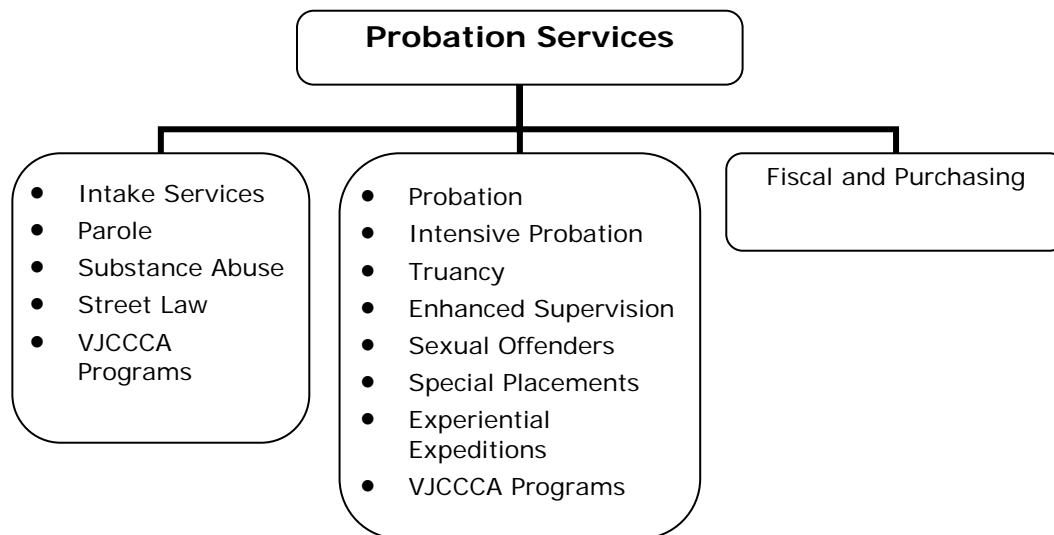 Probation Services
● Intake Services
● Parole
● Substance Abuse
● Street Law
● VJCCCA
Programs
● Probation
● Intensive Probation
● Truancy
● Enhanced Supervision
● Sexual Offenders
● Special Placements
● Experiential
Expeditions
● VJCCCA Programs
Fiscal and Purchasing